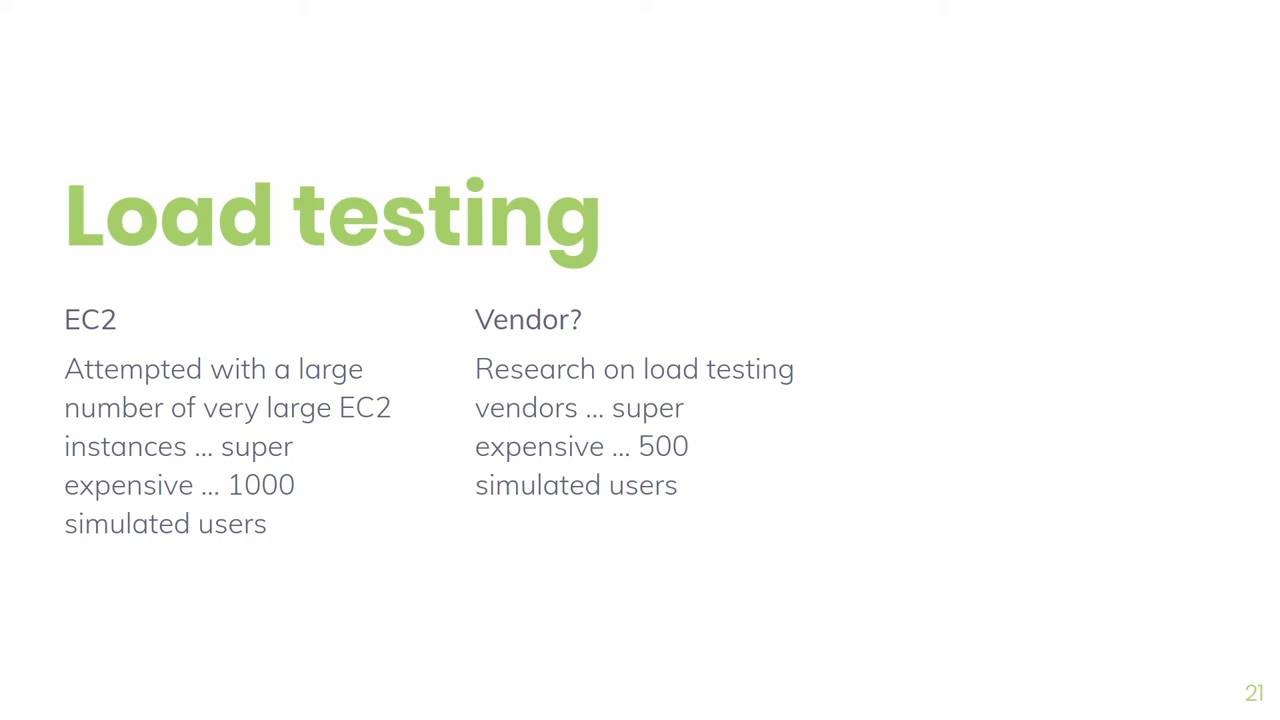 Load testing
EC2
Attempted with a large
number of very large EC2
instances ... super
expensive ... 1000
simulated users
Vendor?
Research on load testing
vendors ... super
expensive ... 500
simulated users
21